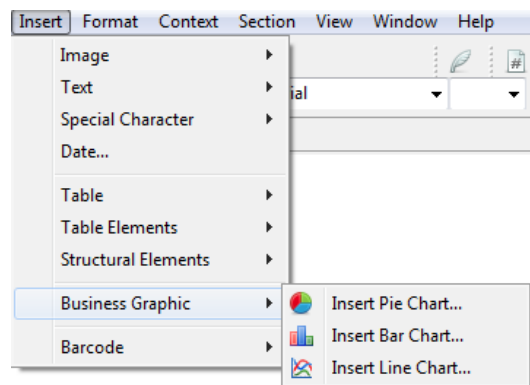 Insert Format Context Section View Window Help
Image
Text
ial
Special Character
Date...
Table
Table Elements
Structural Elements
Business Graphic
Insert Pie Chart...
Insert Bar Chart...
Barcode
Insert Line Chart...